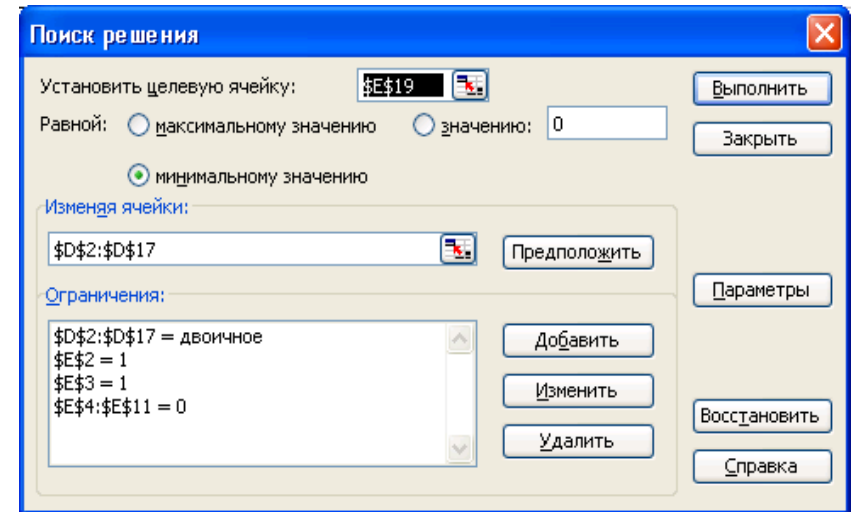 Поиск решения
Установить целевую ячейку: $E$19 Выполнить
Равной: максимальному значению значению: 0 Закрыть
минимальному значению
Изменяя ячейки:
$D$2:$D$17 Предположить
Ограничения: Параметры
$D$2:$D$17 = двоичное Добавить
$E$2 = 1
$E$3 = 1 Изменить
$E$4:$E$11 = 0 Восстановить
Удалить
Справка